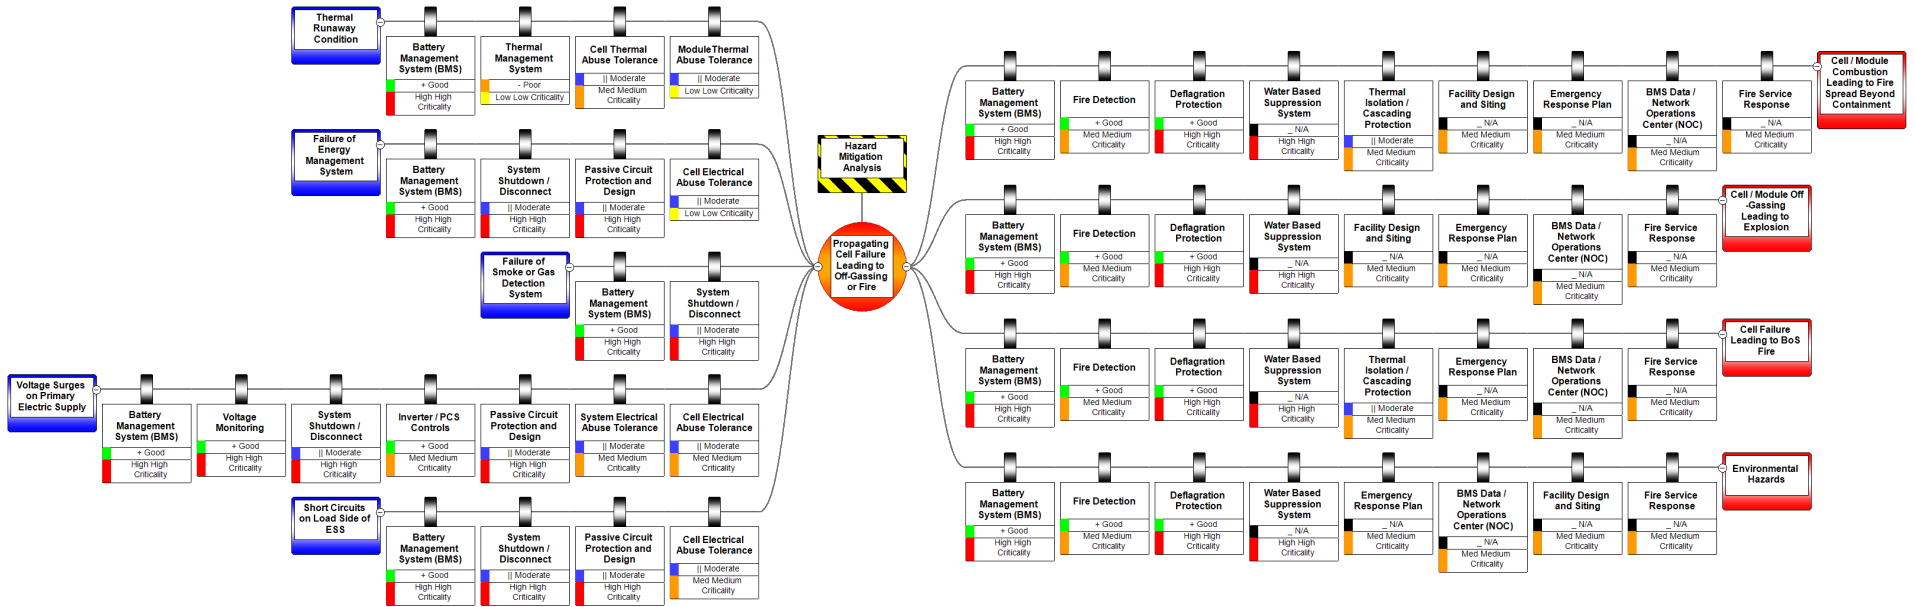 Thermal
Runaway
Condition
Battery
Management
System (BMS)
+ Good
High High
Criticality
Thermal
Management
System
- Poor
Low Low Criticality
Cell Thermal
Abuse Tolerance
|| Moderate
Med Medium
Criticality
Module Thermal
Abuse Tolerance
|| Moderate
Low Low Criticality
Failure of
Energy
Management
System
Battery
Management
System (BMS)
+ Good
High High
Criticality
System
Shutdown /
Disconnect
|| Moderate
High High
Criticality
Passive Circuit
Protection and
Design
|| Moderate
High High
Criticality
Cell Electrical
Abuse Tolerance
|| Moderate
Low Low Criticality
Failure of
Smoke or Gas
Detection
System
Battery
Management
System (BMS)
+ Good
High High
Criticality
System
Shutdown /
Disconnect
|| Moderate
High High
Criticality
Voltage Surges
on Primary
Electric Supply
Battery
Management
System (BMS)
+ Good
High High
Criticality
Voltage
Monitoring
+ Good
High High
Criticality
System
Shutdown /
Disconnect
|| Moderate
High High
Criticality
Inverter / PCS
Controls
+ Good
Med Medium
Criticality
Passive Circuit
Protection and
Design
|| Moderate
High High
Criticality
System Electrical
Abuse Tolerance
|| Moderate
Med Medium
Criticality
Cell Electrical
Abuse Tolerance
|| Moderate
Med Medium
Criticality
Short Circuits
on Load Side of
ESS
Battery
Management
System (BMS)
+ Good
High High
Criticality
System
Shutdown /
Disconnect
|| Moderate
High High
Criticality
Passive Circuit
Protection and
Design
|| Moderate
High High
Criticality
Cell Electrical
Abuse Tolerance
|| Moderate
Med Medium
Criticality
Hazard
Mitigation
Analysis
Propagating
Cell Failure
Leading to
Off-Gassing
or Fire
Battery
Management
System (BMS)
+ Good
High High
Criticality
Fire Detection
+ Good
Med Medium
Criticality
Deflagration
Protection
+ Good
High High
Criticality
Water Based
Suppression
System
_ N/A
High High
Criticality
Thermal
Isolation /
Cascading
Protection
|| Moderate
Med Medium
Criticality
Facility Design
and Siting
_ N/A
Med Medium
Criticality
Emergency
Response Plan
_ N/A
Med Medium
Criticality
BMS Data /
Network
Operations
Center (NOC)
_ N/A
Med Medium
Criticality
Fire Service
Response
_ N/A
Med Medium
Criticality
Cell / Module
Combustion
Leading to Fire
Spread Beyond
Containment
Battery
Management
System (BMS)
+ Good
High High
Criticality
Fire Detection
+ Good
Med Medium
Criticality
Deflagration
Protection
+ Good
High High
Criticality
Water Based
Suppression
System
_ N/A
High High
Criticality
Facility Design
and Siting
_ N/A
Med Medium
Criticality
Emergency
Response Plan
_ N/A
Med Medium
Criticality
BMS Data /
Network
Operations
Center (NOC)
_ N/A
Med Medium
Criticality
Fire Service
Response
_ N/A
Med Medium
Criticality
Cell / Module Off
-Gassing
Leading to
Explosion
Battery
Management
System (BMS)
+ Good
High High
Criticality
Fire Detection
+ Good
Med Medium
Criticality
Deflagration
Protection
+ Good
High High
Criticality
Water Based
Suppression
System
_ N/A
High High
Criticality
Thermal
Isolation /
Cascading
Protection
|| Moderate
Med Medium
Criticality
Emergency
Response Plan
_ N/A
Med Medium
Criticality
BMS Data /
Network
Operations
Center (NOC)
_ N/A
Med Medium
Criticality
Fire Service
Response
_ N/A
Med Medium
Criticality
Cell Failure
Leading to BoS
Fire
Battery
Management
System (BMS)
+ Good
High High
Criticality
Fire Detection
+ Good
Med Medium
Criticality
Deflagration
Protection
+ Good
High High
Criticality
Water Based
Suppression
System
_ N/A
High High
Criticality
Emergency
Response Plan
_ N/A
Med Medium
Criticality
BMS Data /
Network
Operations
Center (NOC)
_ N/A
Med Medium
Criticality
Facility Design
and Siting
_ N/A
Med Medium
Criticality
Fire Service
Response
_ N/A
Med Medium
Criticality
Environmental
Hazards